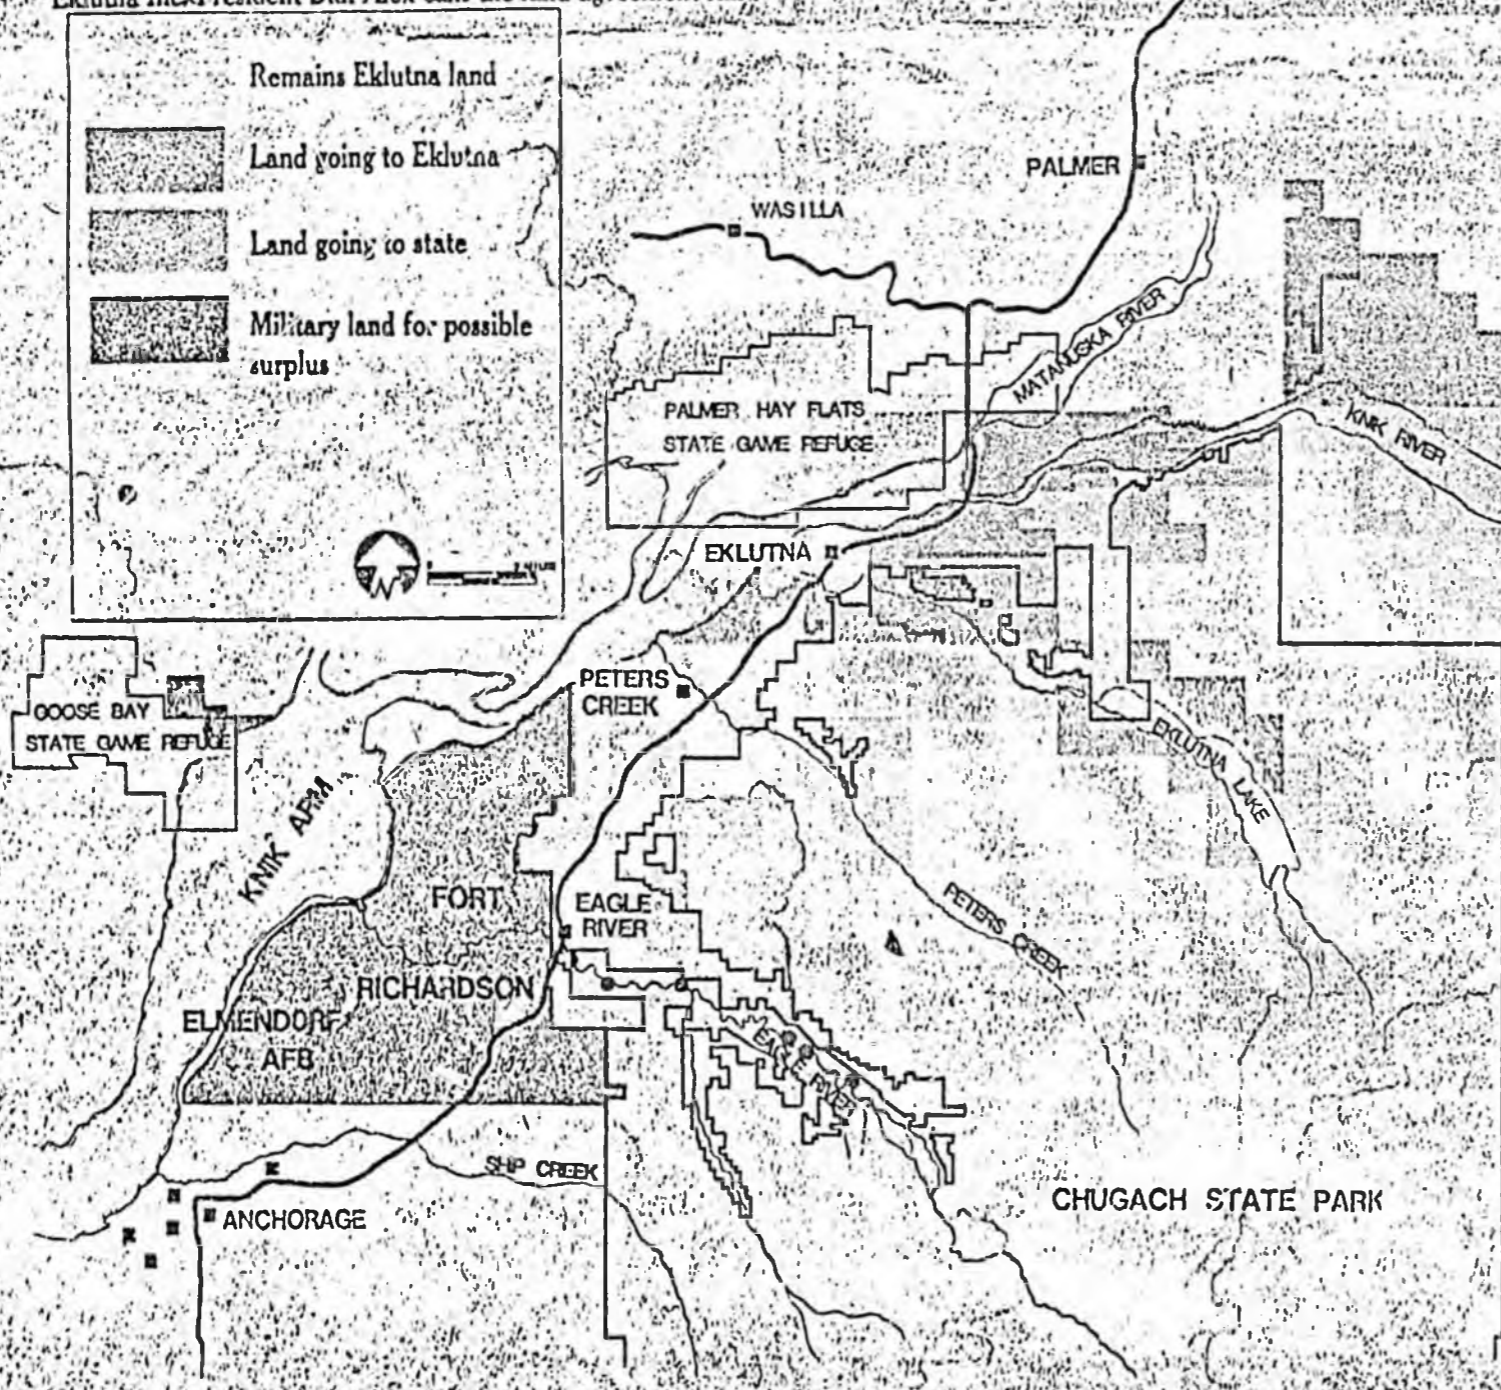 Remains Eklutna land
Land going to Eklutna
Land going to state
Military land for possible
surplus
PALMER
WASILLA
MATANUSKA RIVER
PALMER HAY FLATS
STATE GAME REFUGE
KNIK RIVER
EKLUTNA
PETERS
CREEK
GOOSE BAY
STATE GAME REFUGE
EKLUTNA LAKE
KNIK ARM
FORT
RICHARDSON
EAGLE
RIVER
PETERS CREEK
ELMENDORF
AFB
EAGLE RIVER
SHIP CREEK
CHUGACH STATE PARK
ANCHORAGE